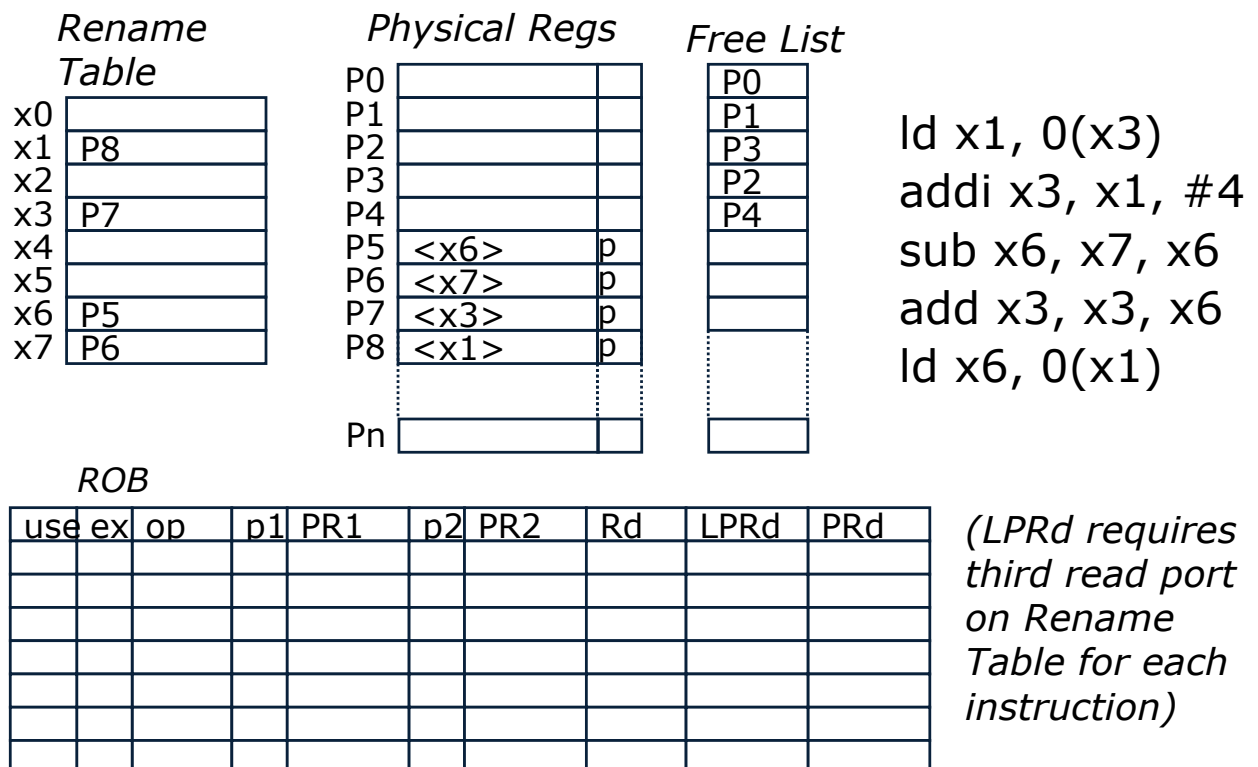 Rename
Table
x0
x1 P8
x2
x3 P7
x4
x5
x6 P5
x7 P6
Physical Regs
P0
P1
P2
P3
P4
P5 <x6> p
P6 <x7> p
P7 <x3> p
P8 <x1> p
Pn
Free List
P0
P1
P3
P2
P4
ld x1, 0(x3)
addi x3, x1, #4
sub x6, x7, x6
add x3, x3, x6
ld x6, 0(x1)
ROB
use ex op p1 PR1 p2 PR2 Rd LPRd PRd
(LPRd requires
third read port
on Rename
Table for each
instruction)